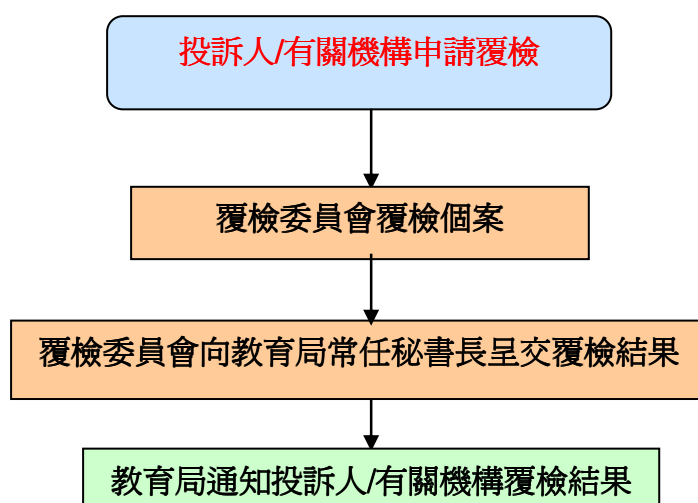 投訴人/有關機構申請覆檢
覆檢委員會覆檢個案
覆檢委員會向教育局常任秘書長呈交覆檢結果
教育局通知投訴人/有關機構覆檢結果